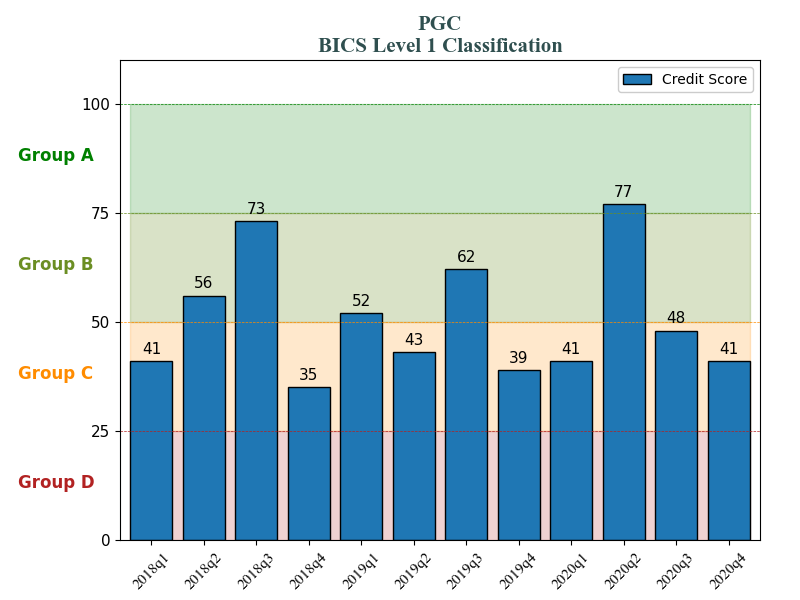 PGC
BICS Level 1 Classification
Credit Score
100
75
50
25
0
Group A
Group B
Group C
Group D
41
56
73
35
52
43
62
39
41
77
48
41
2018q1
2018q2
2018q3
2018q4
2019q1
2019q2
2019q3
2019q4
2020q1
2020q2
2020q3
2020q4